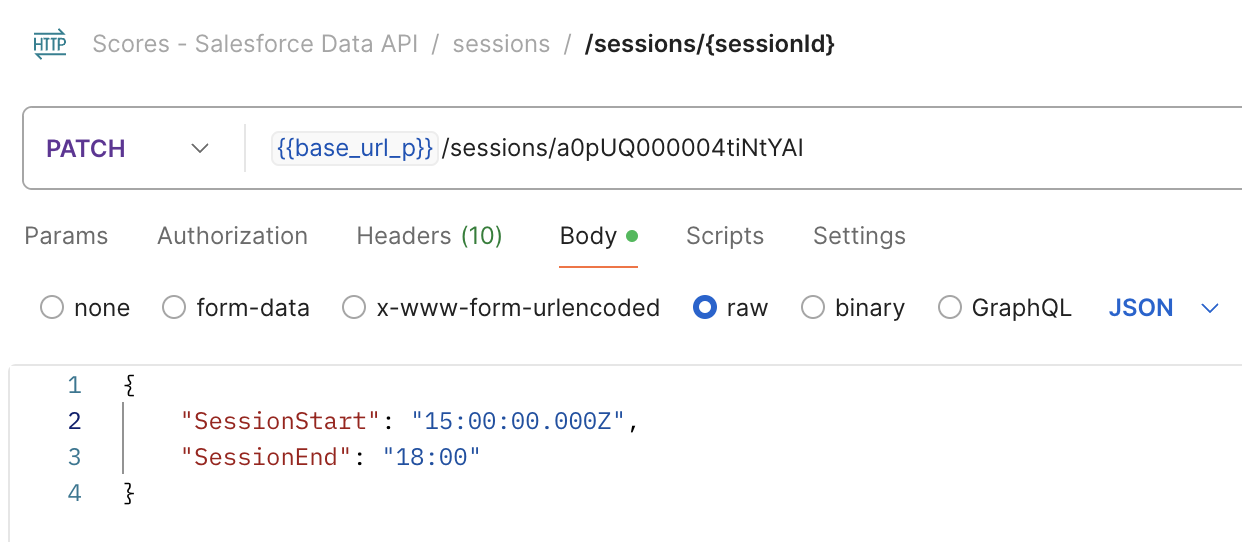 HTTP Scores - Salesforce Data API / sessions / /sessions/{sessionId}
PATCH {{base_url_p}}/sessions/a0pUQ000004tiNtYAI
Params Authorization Headers (10) Body Scripts Settings
none form-data x-www-form-urlencoded raw binary GraphQL JSON
1 {
2 "SessionStart": "15:00:00.000Z",
3 "SessionEnd": "18:00"
4 }